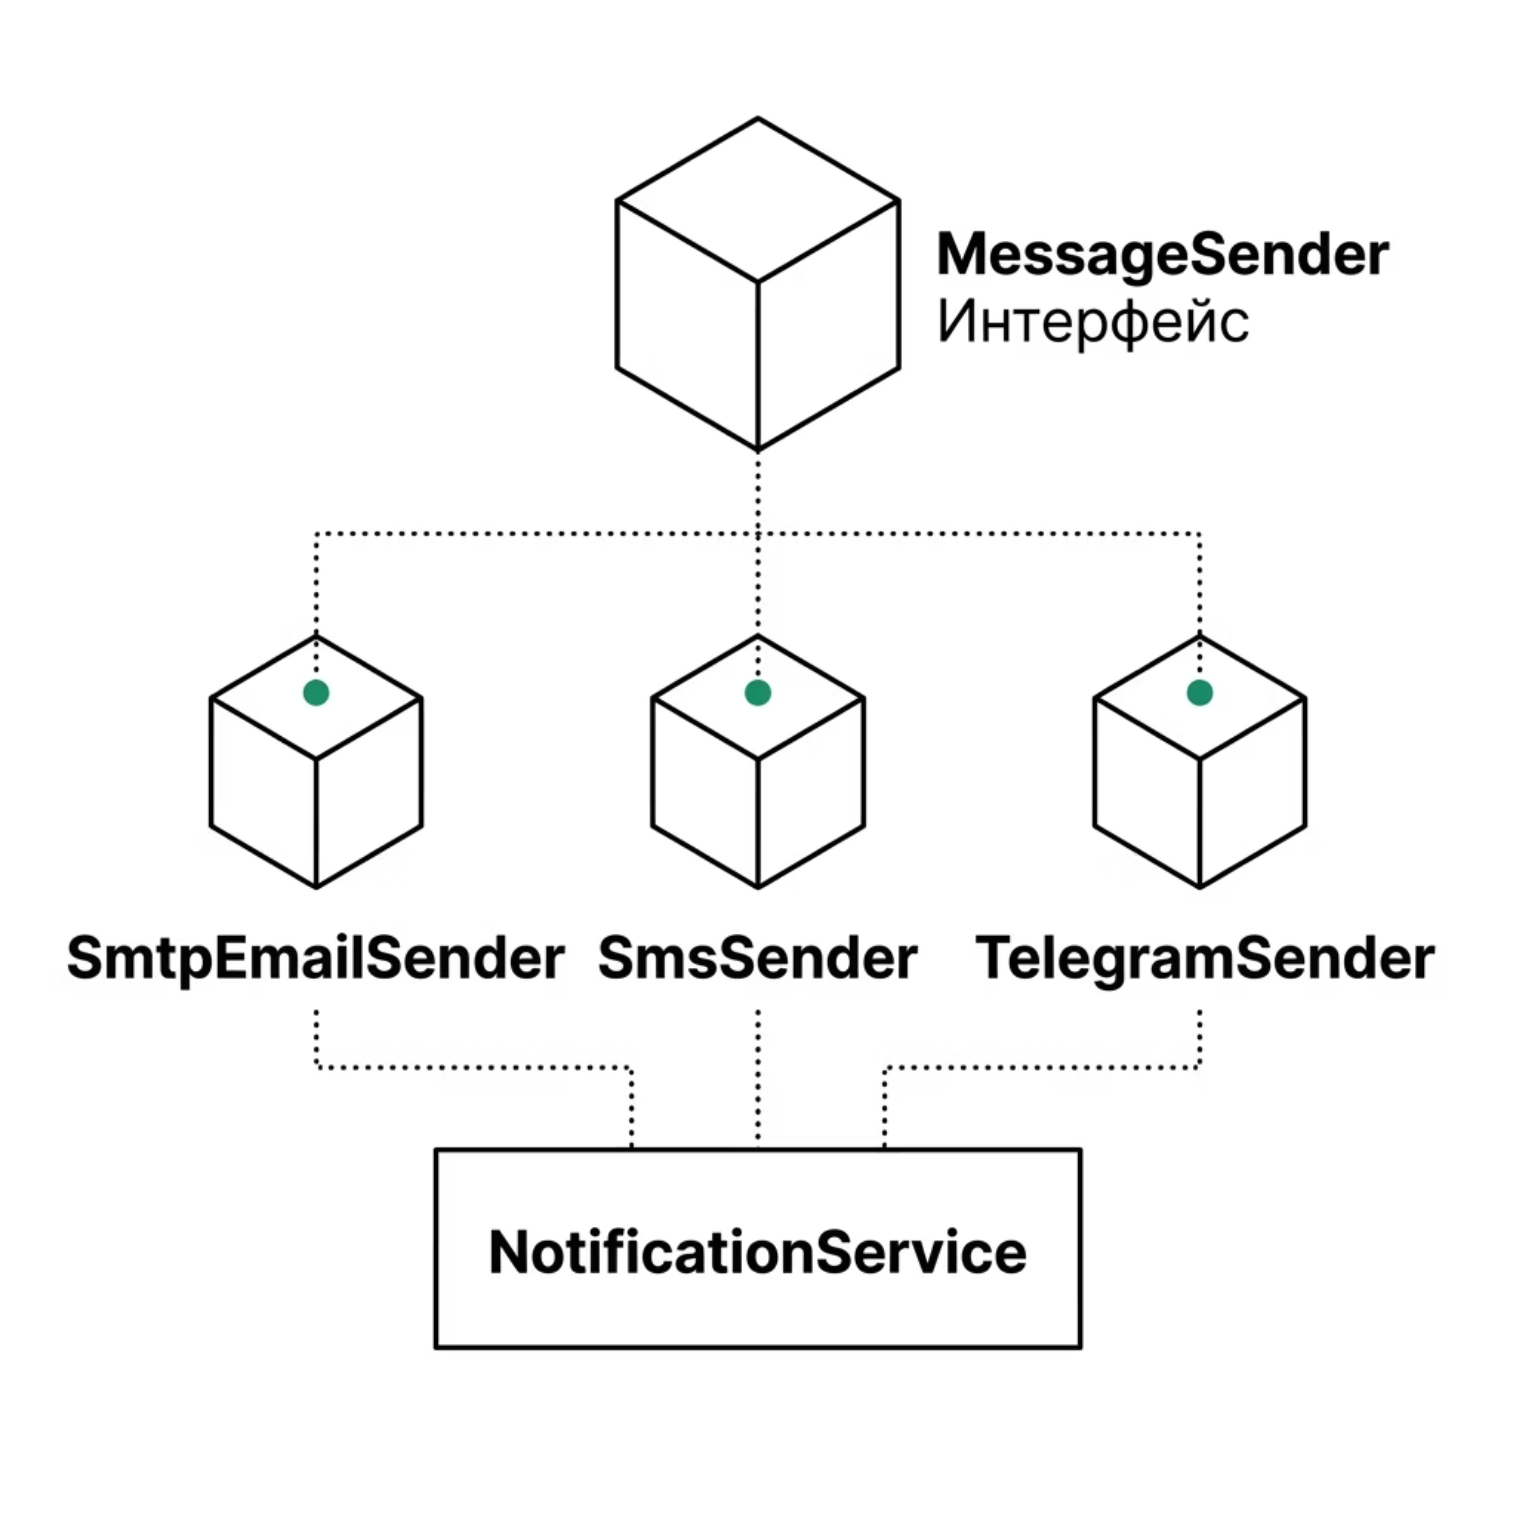 MessageSender
Интерфейс
SmtpEmailSender
SmsSender
TelegramSender
NotificationService